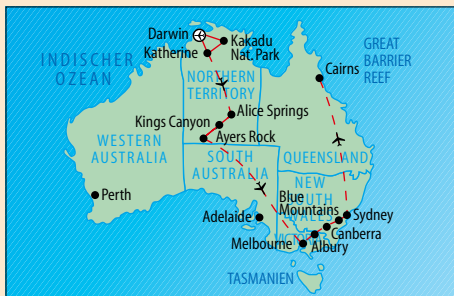 Darwin
Kakadu
Nat. Park
Katherine
GREAT
BARRIER
REEF
INDISCHER
OZEAN
Cairns
NORTHERN
TERRITORY
Alice Springs
Kings Canyon
Ayers Rock
WESTERN
AUSTRALIA
SOUTH
AUSTRALIA
QUEENSLAND
Perth
NEW
SOUTH
WALES
Blue
Mountains
Sydney
Adelaide
Canberra
VICTORIA
Albury
Melbourne
TASMANIEN